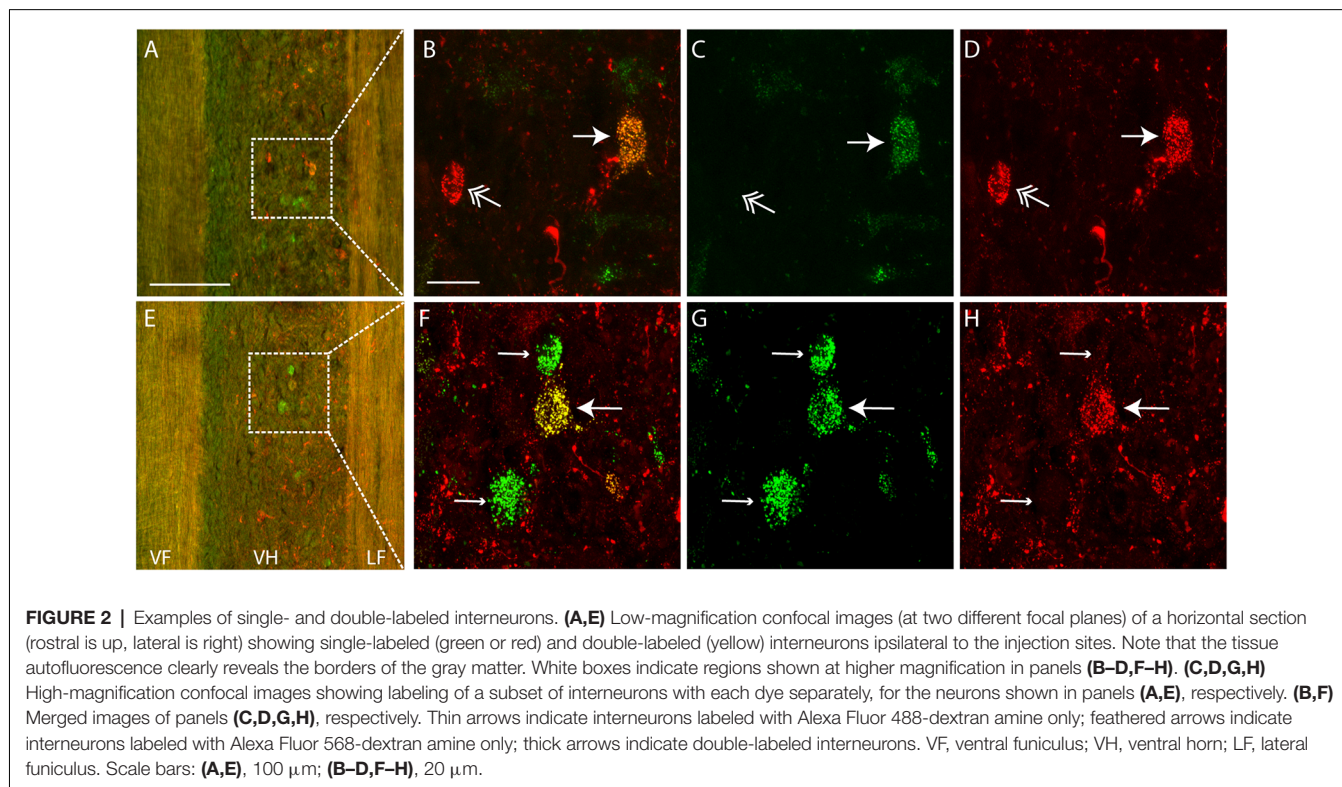 A B C D
E F G H
VF VH LF
FIGURE 2 | Examples of single- and double-labeled interneurons. (A,E) Low-magnification confocal images (at two different focal planes) of a horizontal section
(rostral is up, lateral is right) showing single-labeled (green or red) and double-labeled (yellow) interneurons ipsilateral to the injection sites. Note that the tissue
autofluorescence clearly reveals the borders of the gray matter. White boxes indicate regions shown at higher magnification in panels (B–D,F–H). (C,D,G,H)
High-magnification confocal images showing labeling of a subset of interneurons with each dye separately, for the neurons shown in panels (A,E), respectively. (B,F)
Merged images of panels (C,D,G,H), respectively. Thin arrows indicate interneurons labeled with Alexa Fluor 488-dextran amine only; feathered arrows indicate
interneurons labeled with Alexa Fluor 568-dextran amine only; thick arrows indicate double-labeled interneurons. VF, ventral funiculus; VH, ventral horn; LF, lateral
funiculus. Scale bars: (A,E), 100 μm; (B–D,F–H), 20 μm.